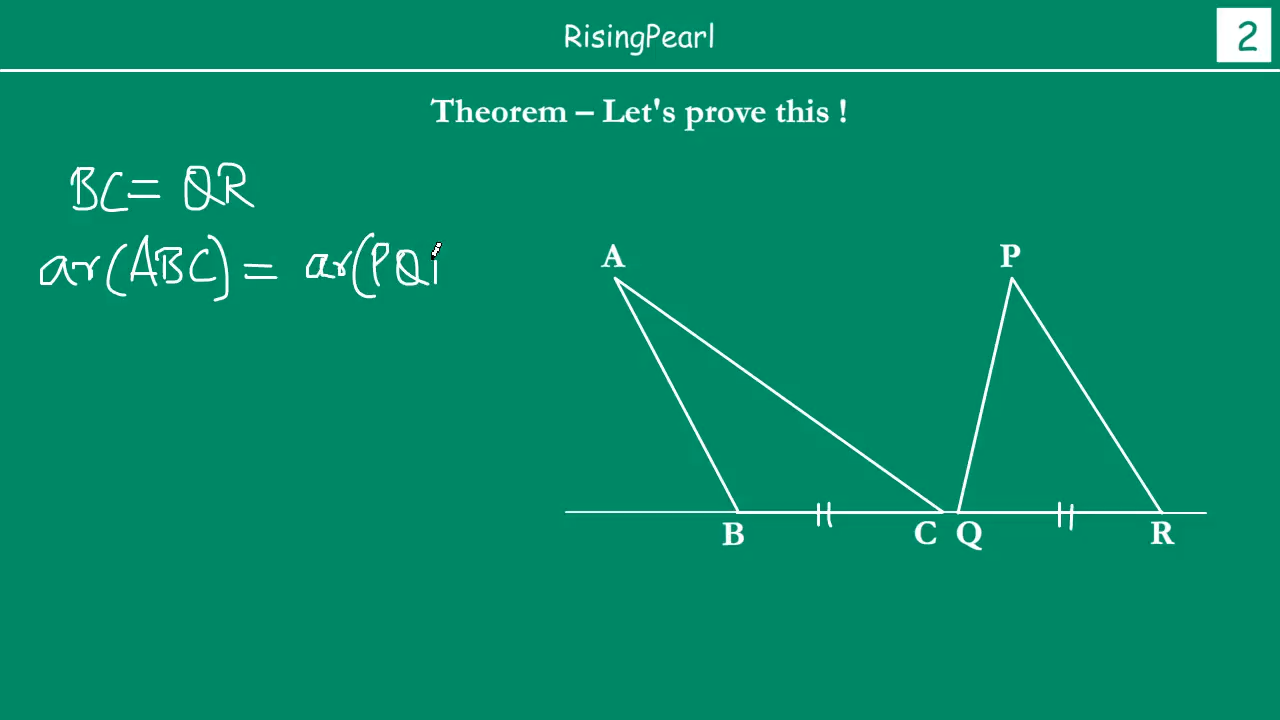 RisingPearl
2
Theorem – Let's prove this !
BC = QR
ar(ABC) = ar(PQ
A
P
B
C
Q
R